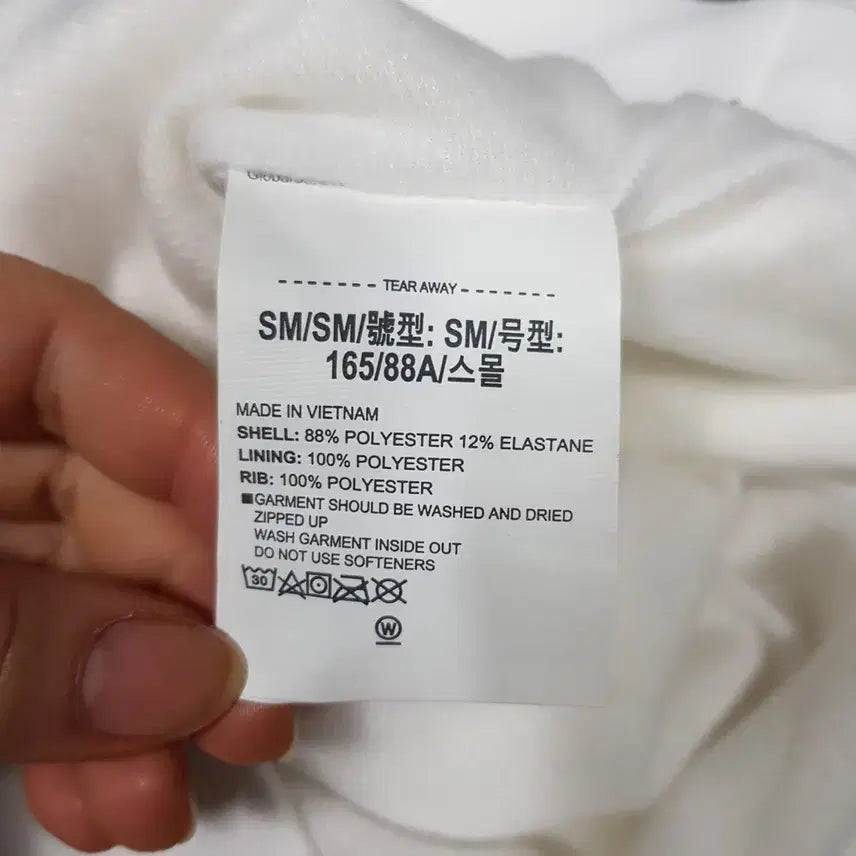 ------- TEAR AWAY -------
SM/SM/號型: SM/号型:
165/88A/스몰
MADE IN VIETNAM
SHELL: 88% POLYESTER 12% ELASTANE
LINING: 100% POLYESTER
RIB: 100% POLYESTER
■GARMENT SHOULD BE WASHED AND DRIED
ZIPPED UP
WASH GARMENT INSIDE OUT
DO NOT USE SOFTENERS
30
W